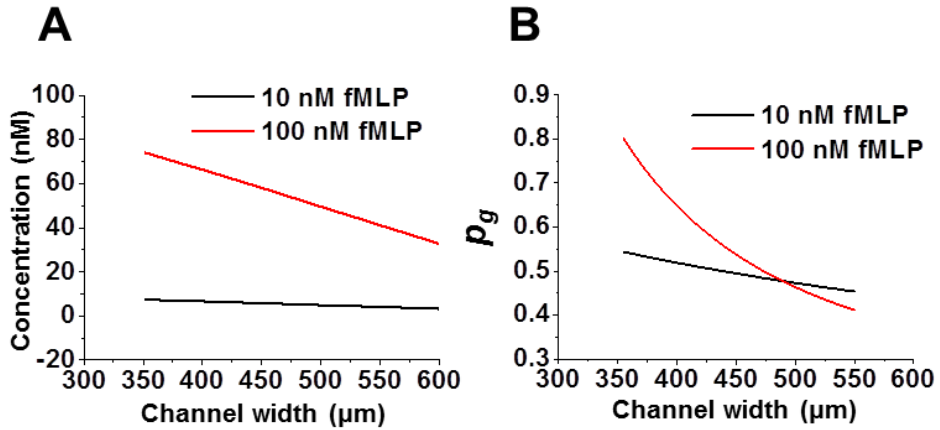 A
Concentration (nM)
100
80
60
40
20
0
-20
10 nM fMLP
100 nM fMLP
300 350 400 450 500 550 600
Channel width (μm)
B
pg
0.9
0.8
0.7
0.6
0.5
0.4
0.3
10 nM fMLP
100 nM fMLP
300 350 400 450 500 550 600
Channel width (μm)